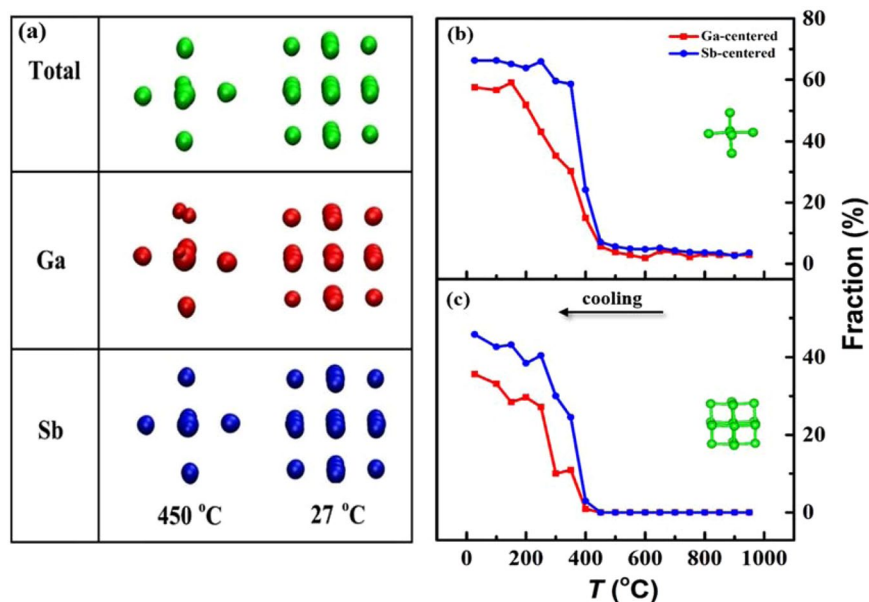 (a)
Total
Ga
Sb
450 °C
27 °C
(b)
Ga-centered
Sb-centered
80
60
40
20
0
(c)
cooling
40
20
0
Fraction (%)
0 200 400 600 800 1000
T (°C)